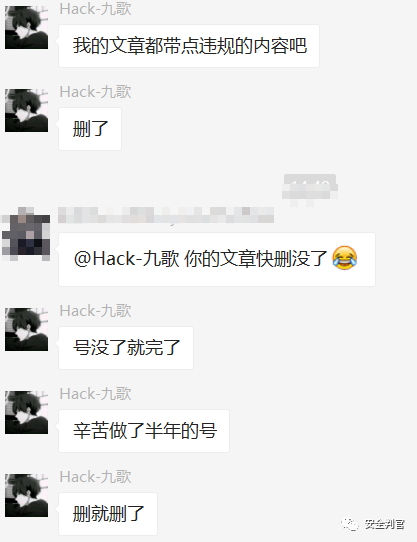 Hack-九歌
我的文章都带点违规的内容吧
Hack-九歌
删了
@Hack-九歌 你的文章快删没了😂
Hack-九歌
号没了就完了
Hack-九歌
辛苦做了半年的号
Hack-九歌
删就删了
安全判官